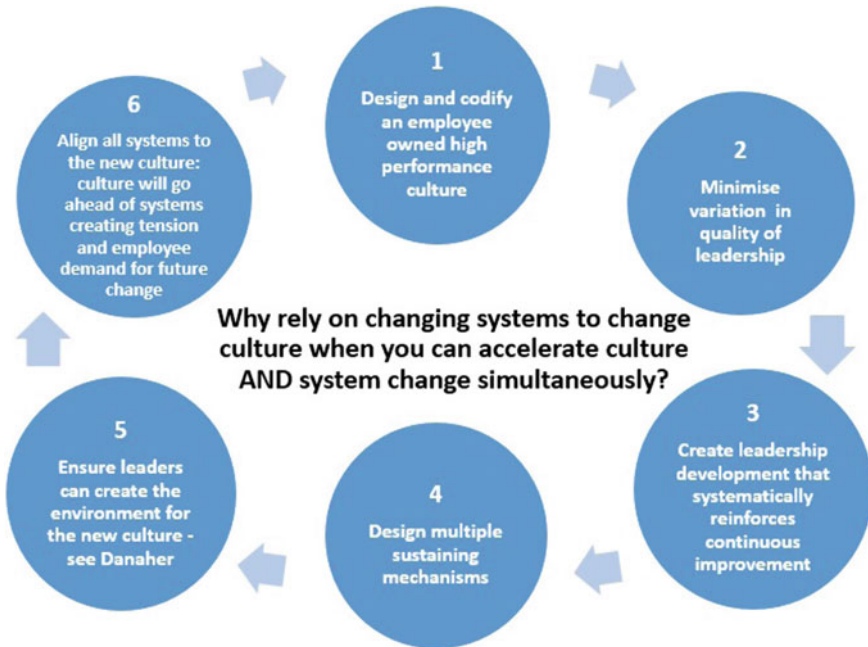 1
Design and codify
an employee
owned high
performance
culture
2
Minimise
variation in
quality of
leadership
3
Create leadership
development that
systematically
reinforces
continuous
improvement
4
Design multiple
sustaining
mechanisms
5
Ensure leaders
can create the
environment for
the new culture -
see Danaher
6
Align all systems to
the new culture:
culture will go
ahead of systems
creating tension
and employee
demand for future
change
Why rely on changing systems to change
culture when you can accelerate culture
AND system change simultaneously?